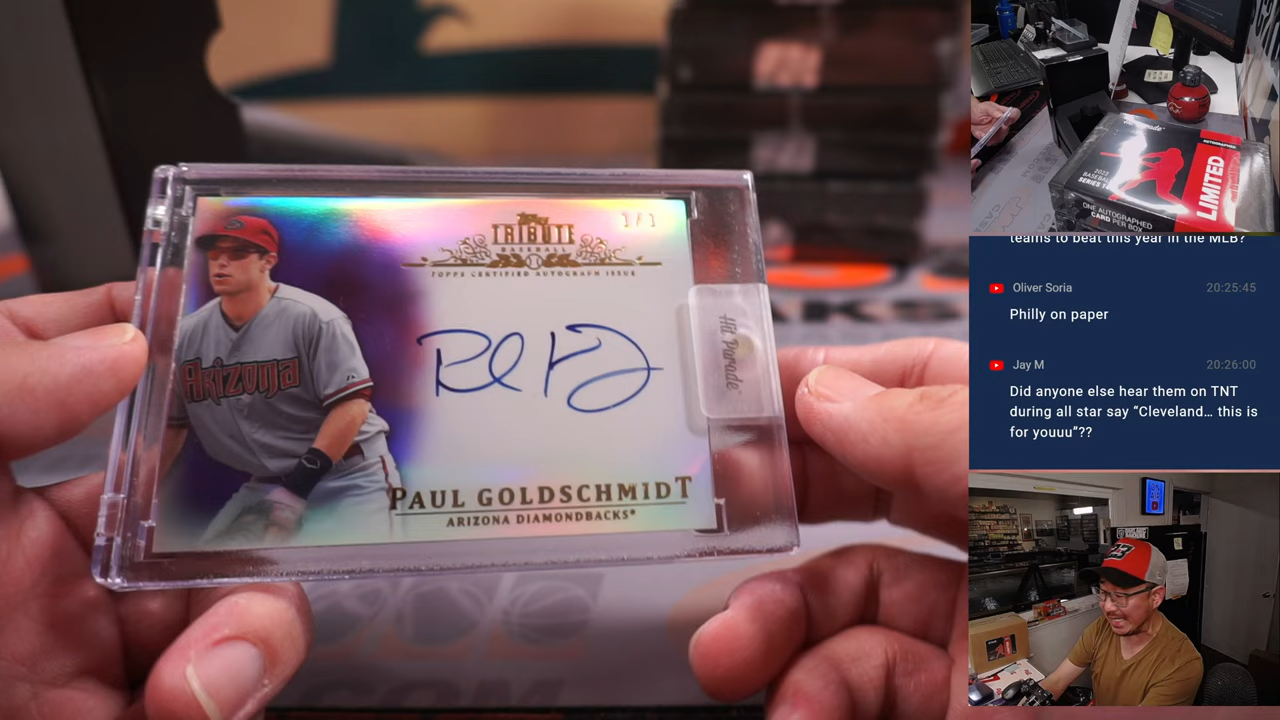 1/1
Topps
TRIBUTE
BASEBALL
TOPPS CERTIFIED AUTOGRAPH ISSUE
Arizona
Hit Parade
PAUL GOLDSCHMIDT
ARIZONA DIAMONDBACKS®
2022
BASEBALL
LIMITED
ONE AUTOGRAPHED
CARD PER BOX
teams to beat this year in the MLB?
Oliver Soria 20:25:45
Philly on paper
Jay M 20:26:00
Did anyone else hear them on TNT
during all star say “Cleveland… this is
for youuu”??